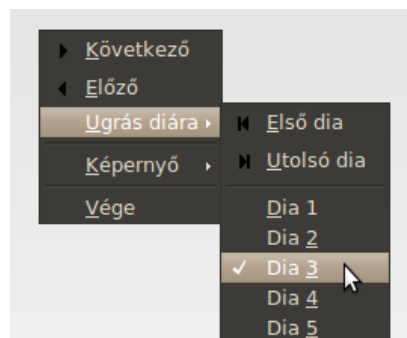 Következő
Előző
Ugrás diára
Képernyő
Vége
Első dia
Utolsó dia
Dia 1
Dia 2
Dia 3
Dia 4
Dia 5